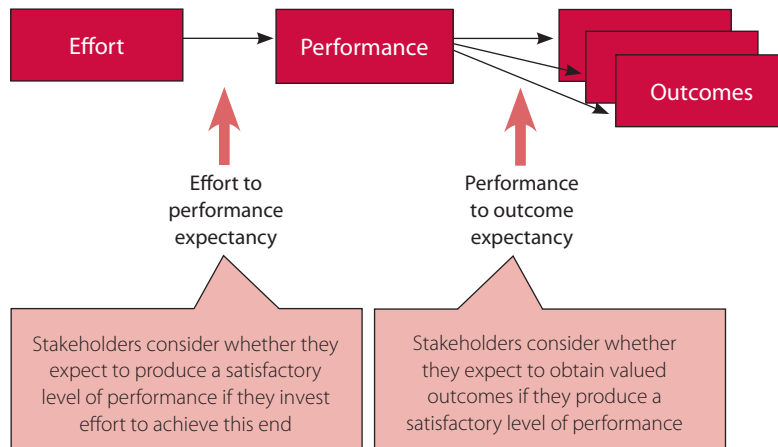 Effort
Performance
Outcomes
Effort to
performance
expectancy
Performance
to outcome
expectancy
Stakeholders consider whether they
expect to produce a satisfactory
level of performance if they invest
effort to achieve this end
Stakeholders consider whether
they expect to obtain valued
outcomes if they produce a
satisfactory level of performance